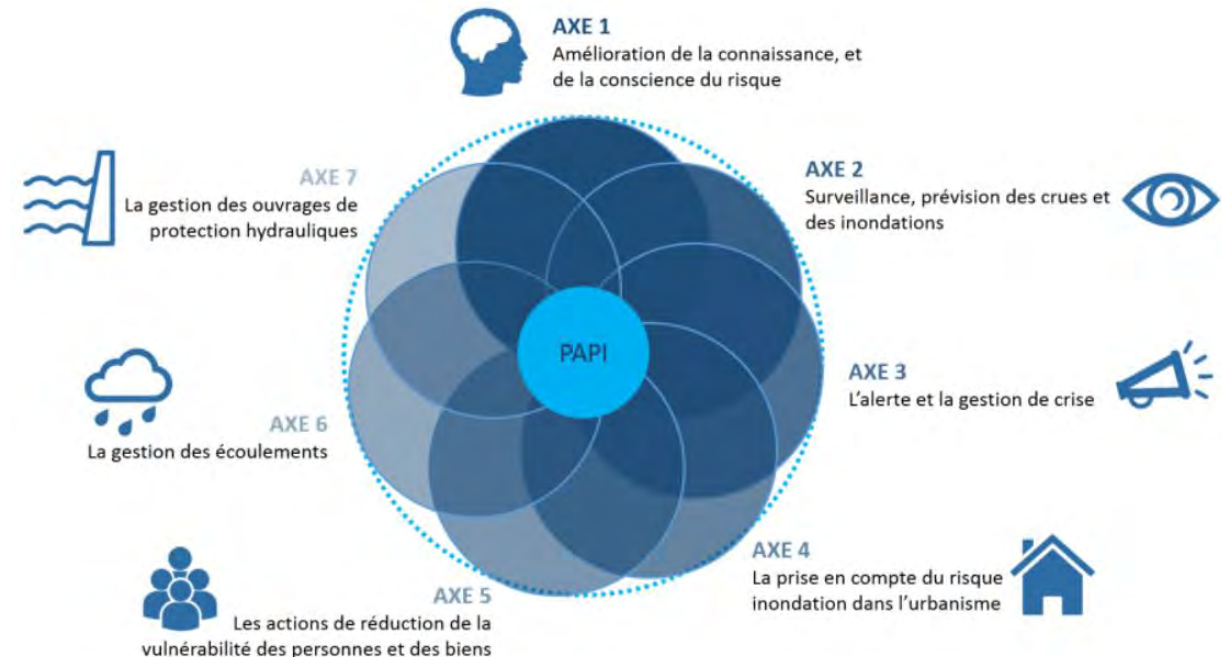 AXE 1
Amélioration de la connaissance, et
de la conscience du risque
AXE 2
Surveillance, prévision des crues et
des inondations
AXE 3
L'alerte et la gestion de crise
AXE 4
La prise en compte du risque
inondation dans l'urbanisme
AXE 5
Les actions de réduction de la
vulnérabilité des personnes et des biens
AXE 6
La gestion des écoulements
AXE 7
La gestion des ouvrages de
protection hydrauliques
PAPI